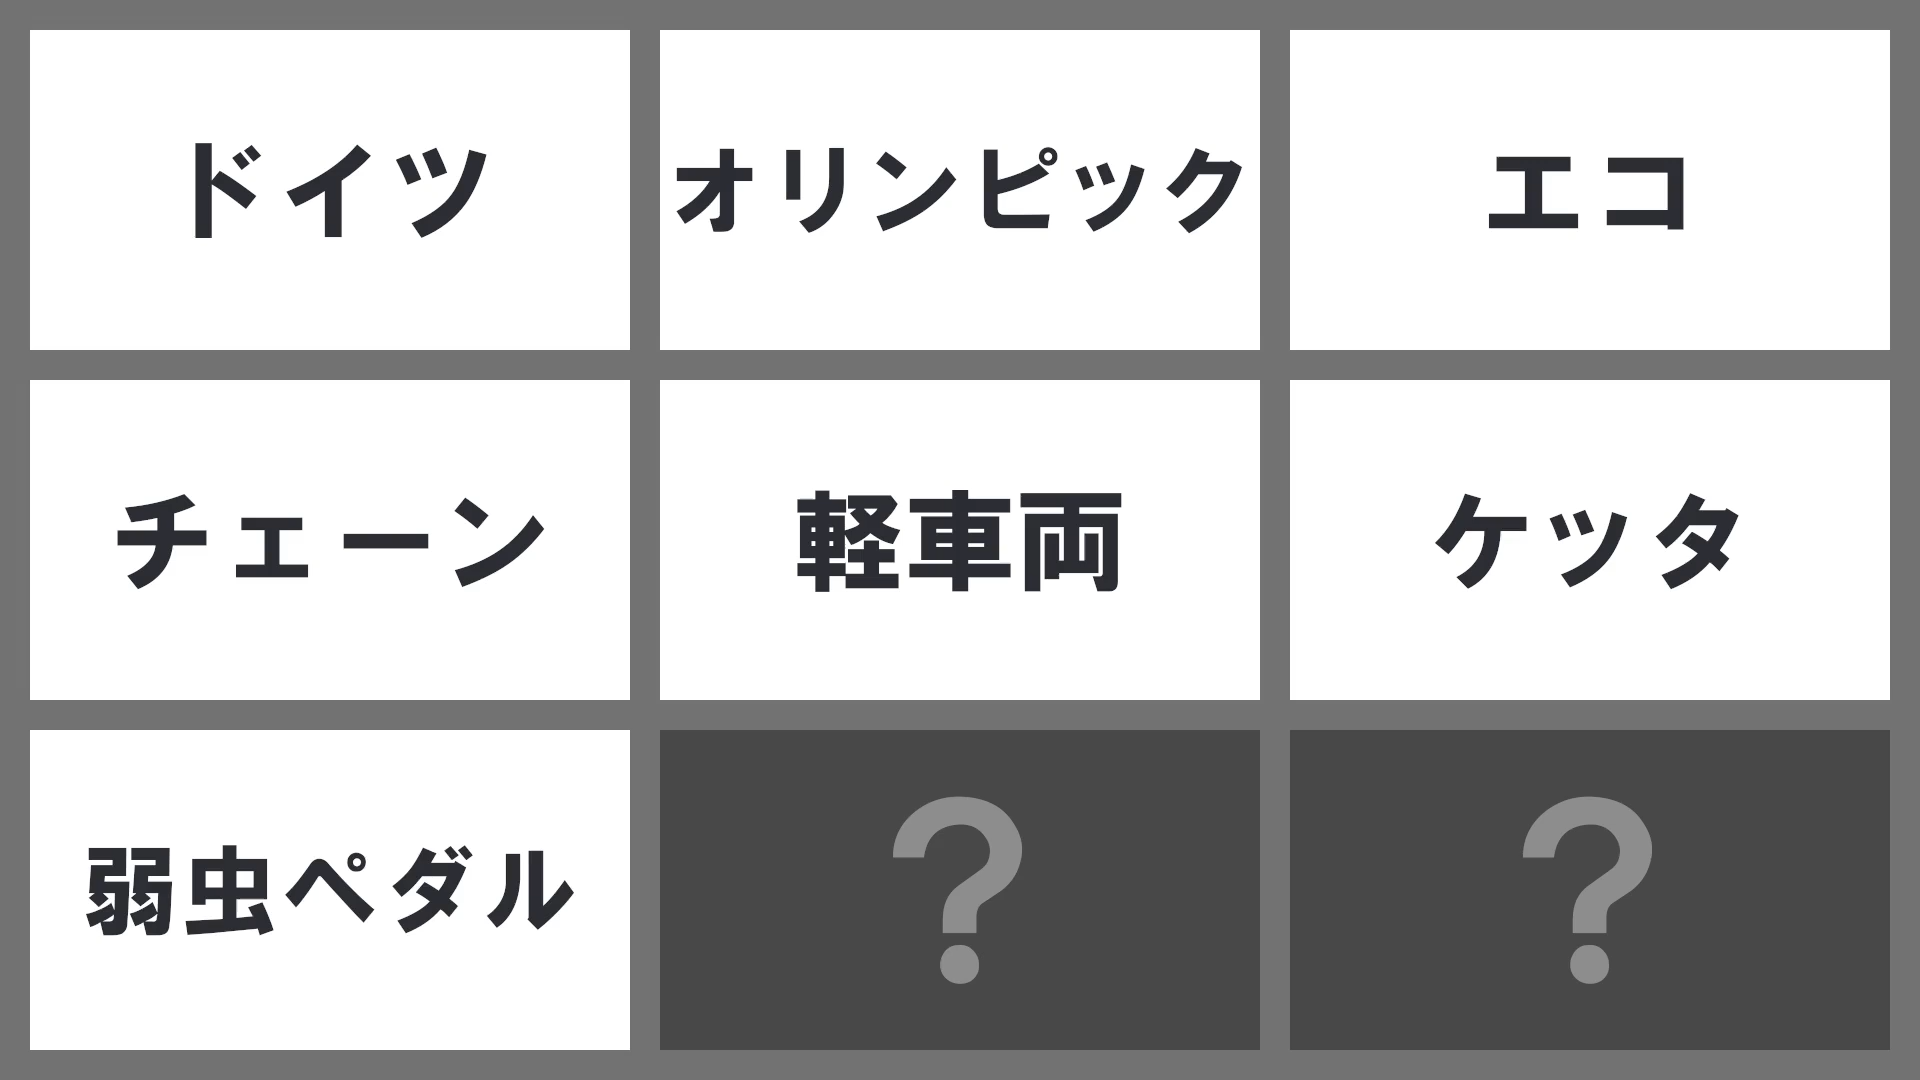 ドイツ
オリンピック
エコ
チェーン
軽車両
ケッタ
弱虫ペダル
?
?